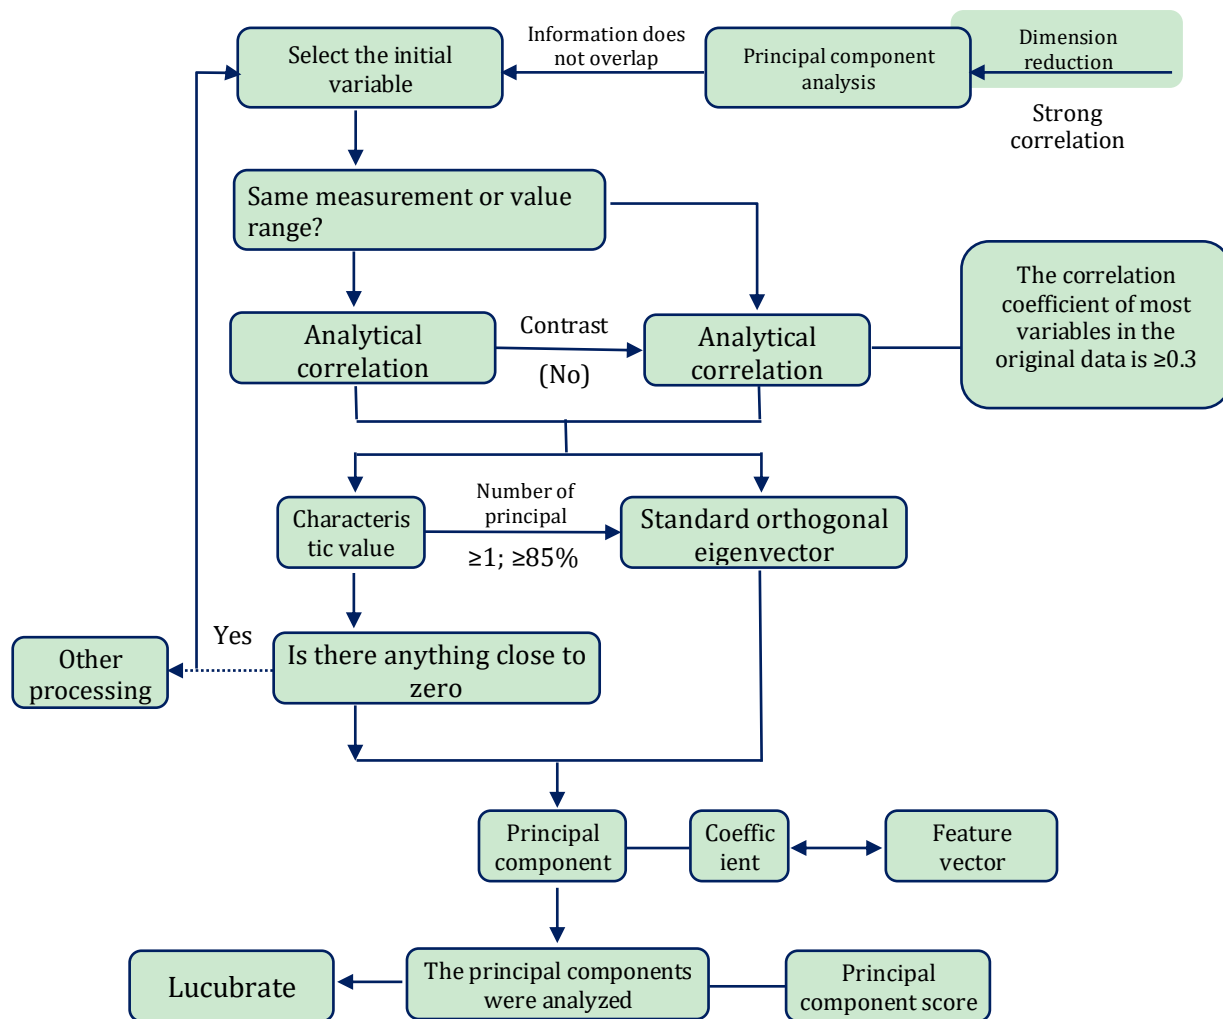 Select the initial
variable
Information does
not overlap
Principal component
analysis
Dimension
reduction
Strong
correlation
Same measurement or value
range?
Analytical
correlation
Contrast
(No)
Analytical
correlation
The correlation
coefficient of most
variables in the
original data is ≥0.3
Characteris
tic value
Number of
principal
≥1; ≥85%
Standard orthogonal
eigenvector
Yes
Other
processing
Is there anything close to
zero
Principal
component
Coeffic
ient
Feature
vector
Lucubrate
The principal components
were analyzed
Principal
component score